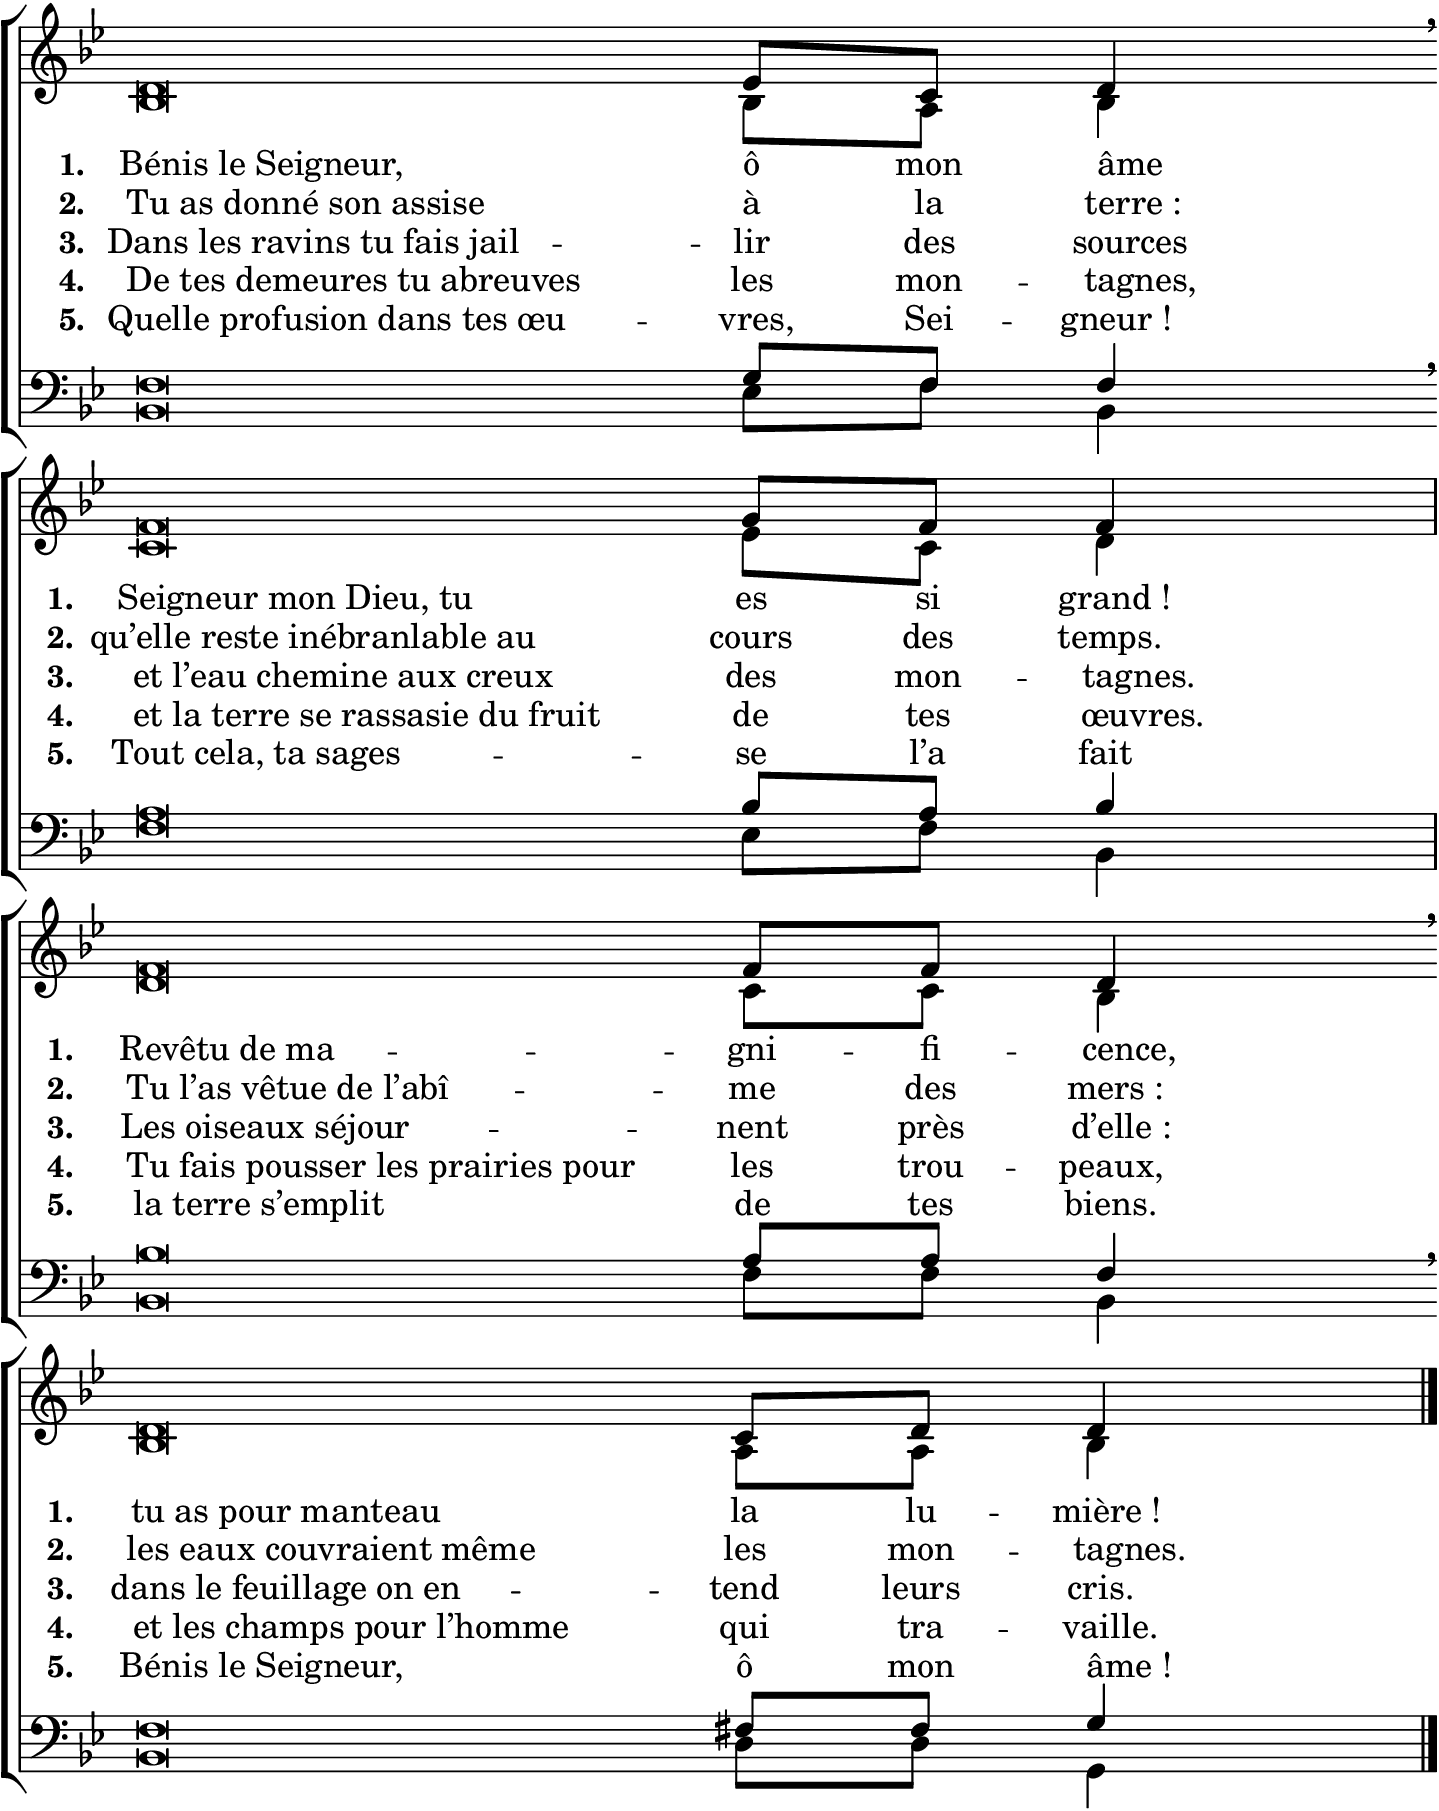 1. Bénis le Seigneur, ô mon âme
2. Tu as donné son assise à la terre :
3. Dans les ravins tu fais jail - - lir des sources
4. De tes demeures tu abreuves les mon - tagnes,
5. Quelle profusion dans tes œu - vres, Sei - gneur !
1. Seigneur mon Dieu, tu es si grand !
2. qu’elle reste inébranlable au cours des temps.
3. et l’eau chemine aux creux des mon - tagnes.
4. et la terre se rassasie du fruit de tes œuvres.
5. Tout cela, ta sages - - se l’a fait
1. Revêtu de ma - - - gni - fi - cence,
2. Tu l’as vêtue de l’abî - - me des mers :
3. Les oiseaux séjour - - nent près d’elle :
4. Tu fais pousser les prairies pour les trou - peaux,
5. la terre s’emplit de tes biens.
1. tu as pour manteau la lu - mière !
2. les eaux couvraient même les mon - tagnes.
3. dans le feuillage on en - - tend leurs cris.
4. et les champs pour l’homme qui tra - vaille.
5. Bénis le Seigneur, ô mon âme !